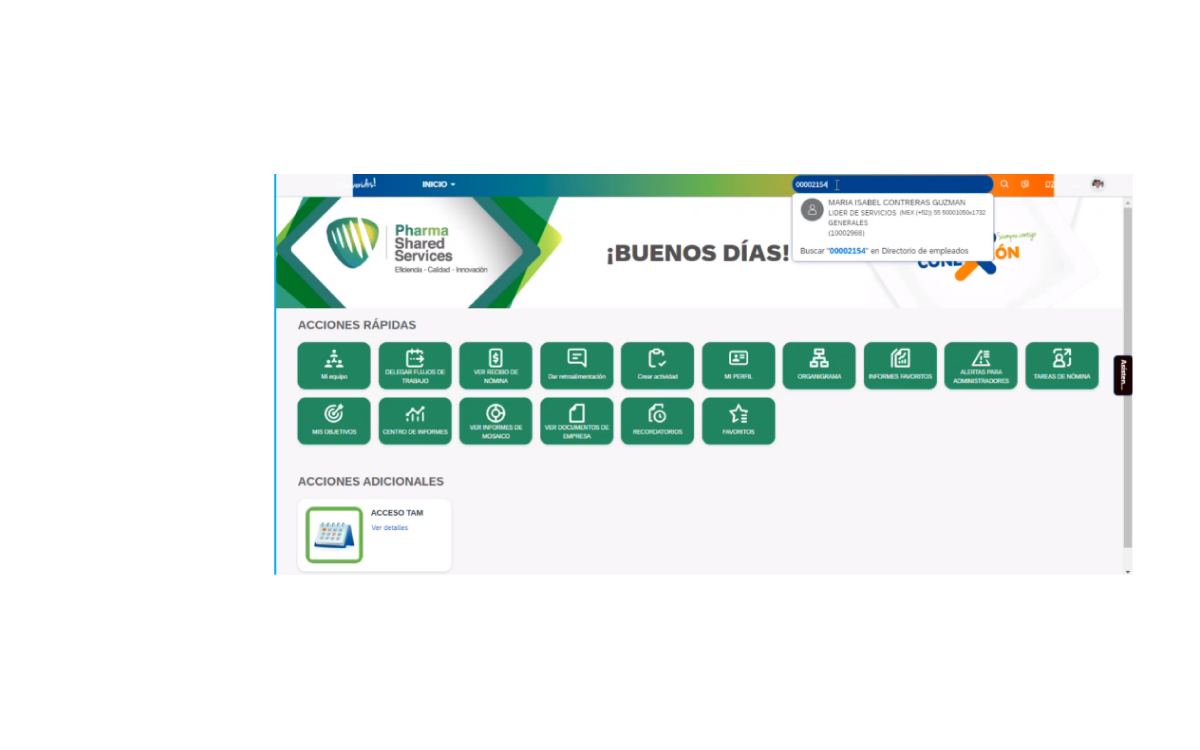 INICIO
00002154
MARIA ISABEL CONTRERAS GUZMAN
LIDER DE SERVICIOS (MEX (+52)) 55 50001050x1732
GENERALES
(10002968)
Buscar "00002154" en Directorio de empleados
Pharma
Shared
Services
Eficiencia - Calidad - Innovación
¡BUENOS DÍAS!
Siempre contigo
ACCIONES RÁPIDAS
Mi equipo
DELEGAR FLUJOS DE
TRABAJO
VER RECIBO DE
NÓMINA
Dar retroalimentación
Crear actividad
MI PERFIL
ORGANIGRAMA
INFORMES FAVORITOS
ALERTAS PARA
ADMINISTRADORES
TAREAS DE NÓMINA
Asisten...
MIS OBJETIVOS
CENTRO DE INFORMES
VER INFORMES DE
MOSAICO
VER DOCUMENTOS DE
EMPRESA
RECORDATORIOS
FAVORITOS
ACCIONES ADICIONALES
ACCESO TAM
Ver detalles